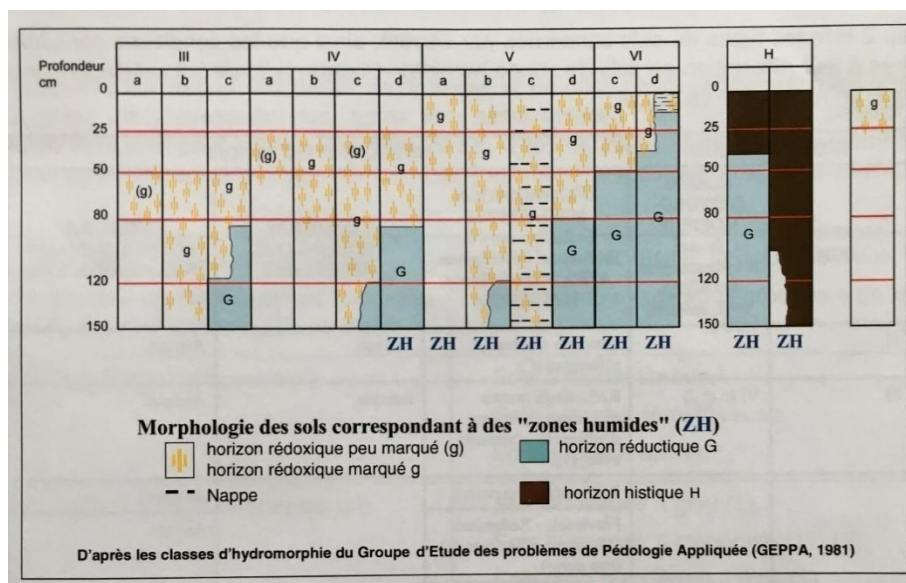 III IV V VI H
Profondeur
cm
a b c a b c d a b c d c d
0 0
25 25
50 50
80 80
120 120
150 150
(g) g g G
(g) g (g) g g G
g g g g G
g G g G
G
g
ZH ZH ZH ZH ZH ZH ZH ZH ZH
Morphologie des sols correspondant à des "zones humides" (ZH)
horizon rédoxique peu marqué (g) horizon réductique G
horizon rédoxique marqué g
Nappe horizon histique H
D'après les classes d'hydromorphie du Groupe d'Etude des problèmes de Pédologie Appliquée (GEPPA, 1981)